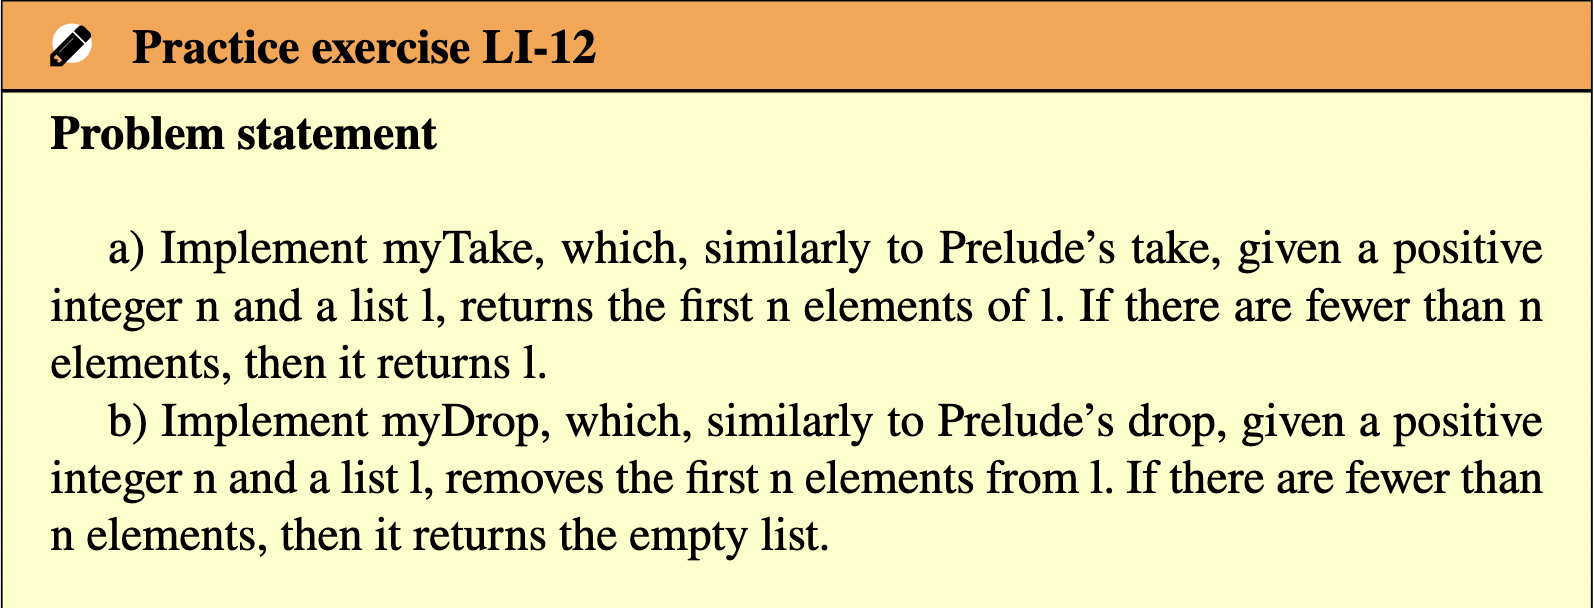 Practice exercise LI-12
Problem statement
a) Implement myTake, which, similarly to Prelude’s take, given a positive
integer n and a list l, returns the first n elements of l. If there are fewer than n
elements, then it returns l.
b) Implement myDrop, which, similarly to Prelude’s drop, given a positive
integer n and a list l, removes the first n elements from l. If there are fewer than
n elements, then it returns the empty list.